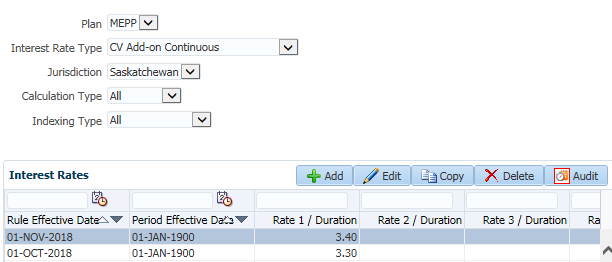 Plan MEPP
Interest Rate Type CV Add-on Continuous
Jurisdiction Saskatchewan
Calculation Type All
Indexing Type All
Interest Rates Add Edit Copy Delete Audit
Rule Effective Date Period Effective Date Rate 1 / Duration Rate 2 / Duration Rate 3 / Duration Ra
01-NOV-2018 01-JAN-1900 3.40
01-OCT-2018 01-JAN-1900 3.30